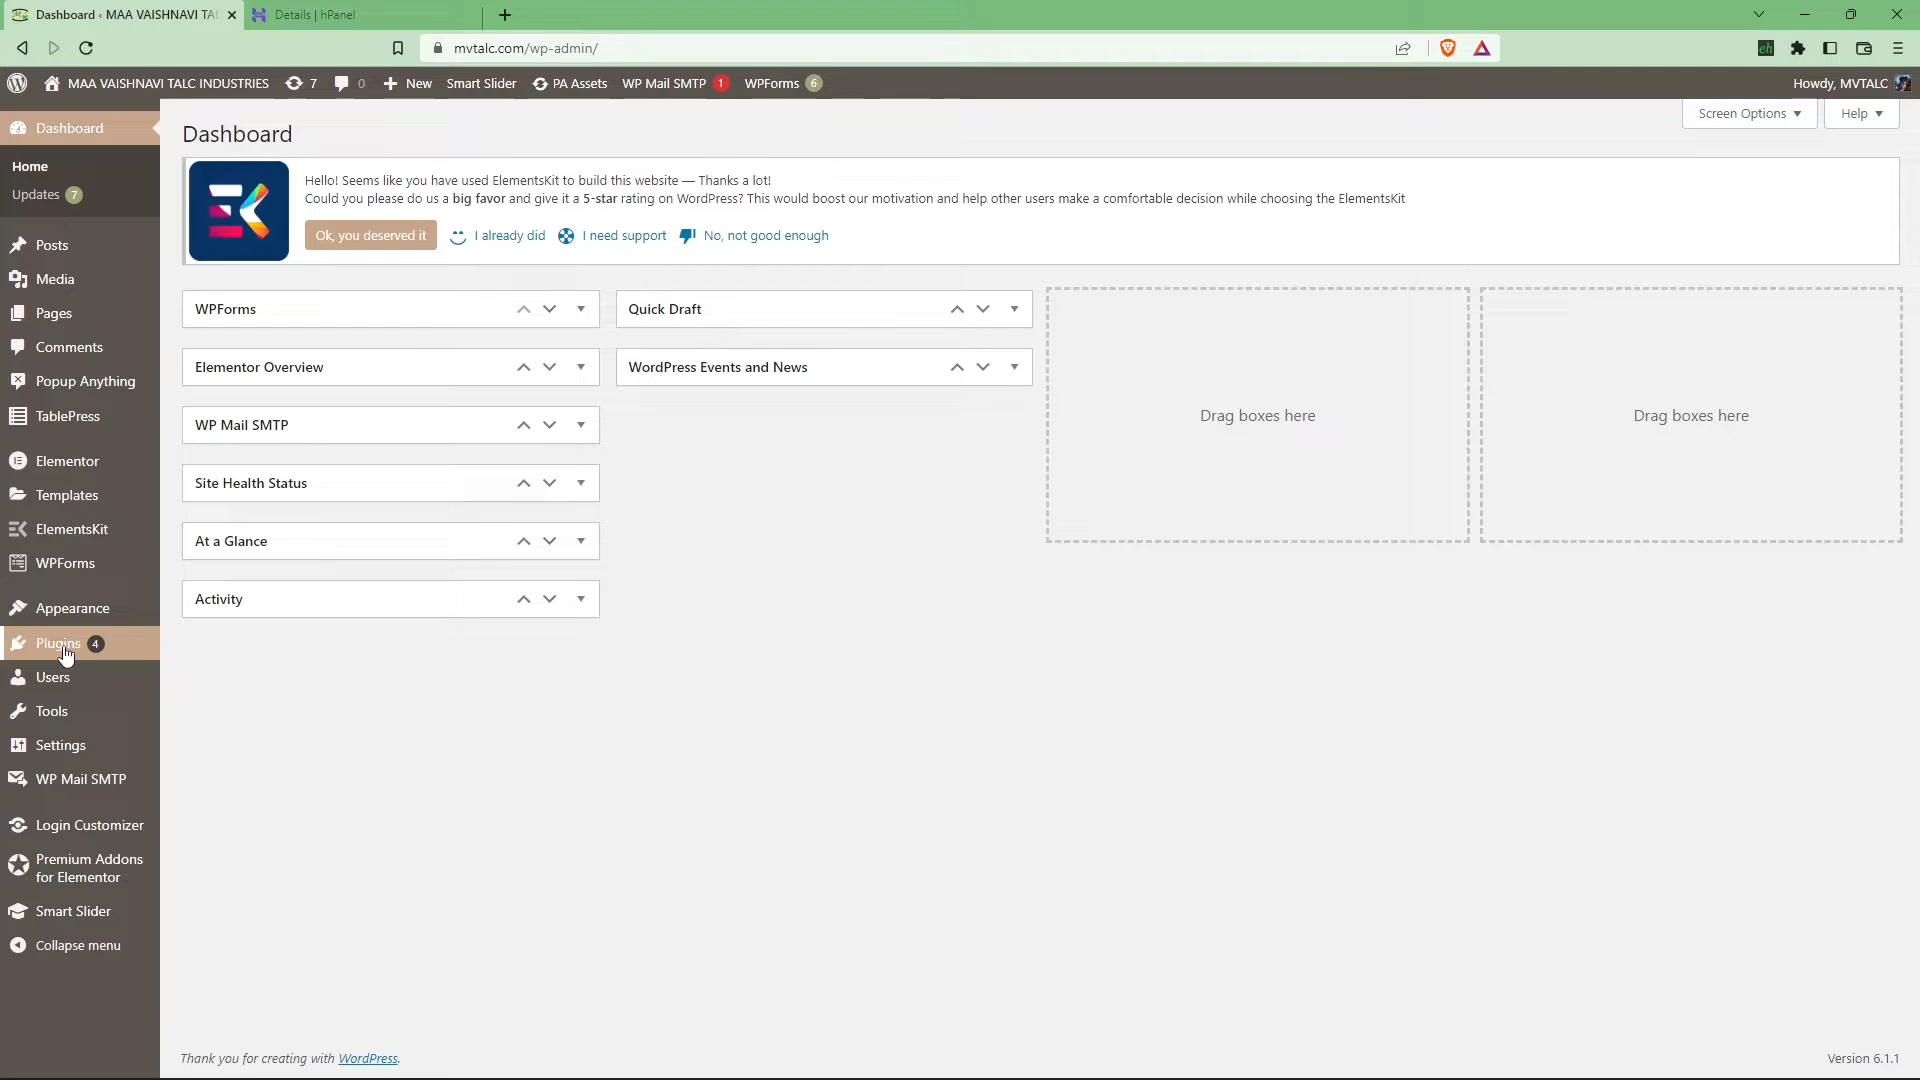 Dashboard ‹ MAA VAISHNAVI TAL
Details | hPanel
mvtalc.com/wp-admin/
MAA VAISHNAVI TALC INDUSTRIES
7
0
New
Smart Slider
PA Assets
WP Mail SMTP 1
WPForms 6
Howdy, MVTALC
Dashboard
Home
Updates 7
Posts
Media
Pages
Comments
Popup Anything
TablePress
Elementor
Templates
ElementsKit
WPForms
Appearance
Plugins 4
Users
Tools
Settings
WP Mail SMTP
Login Customizer
Premium Addons
for Elementor
Smart Slider
Collapse menu
Screen Options
Help
Dashboard
Hello! Seems like you have used ElementsKit to build this website — Thanks a lot!
Could you please do us a big favor and give it a 5-star rating on WordPress? This would boost our motivation and help other users make a comfortable decision while choosing the ElementsKit
Ok, you deserved it
I already did
I need support
No, not good enough
WPForms
Elementor Overview
WP Mail SMTP
Site Health Status
At a Glance
Activity
Quick Draft
WordPress Events and News
Drag boxes here
Drag boxes here
Thank you for creating with WordPress.
Version 6.1.1